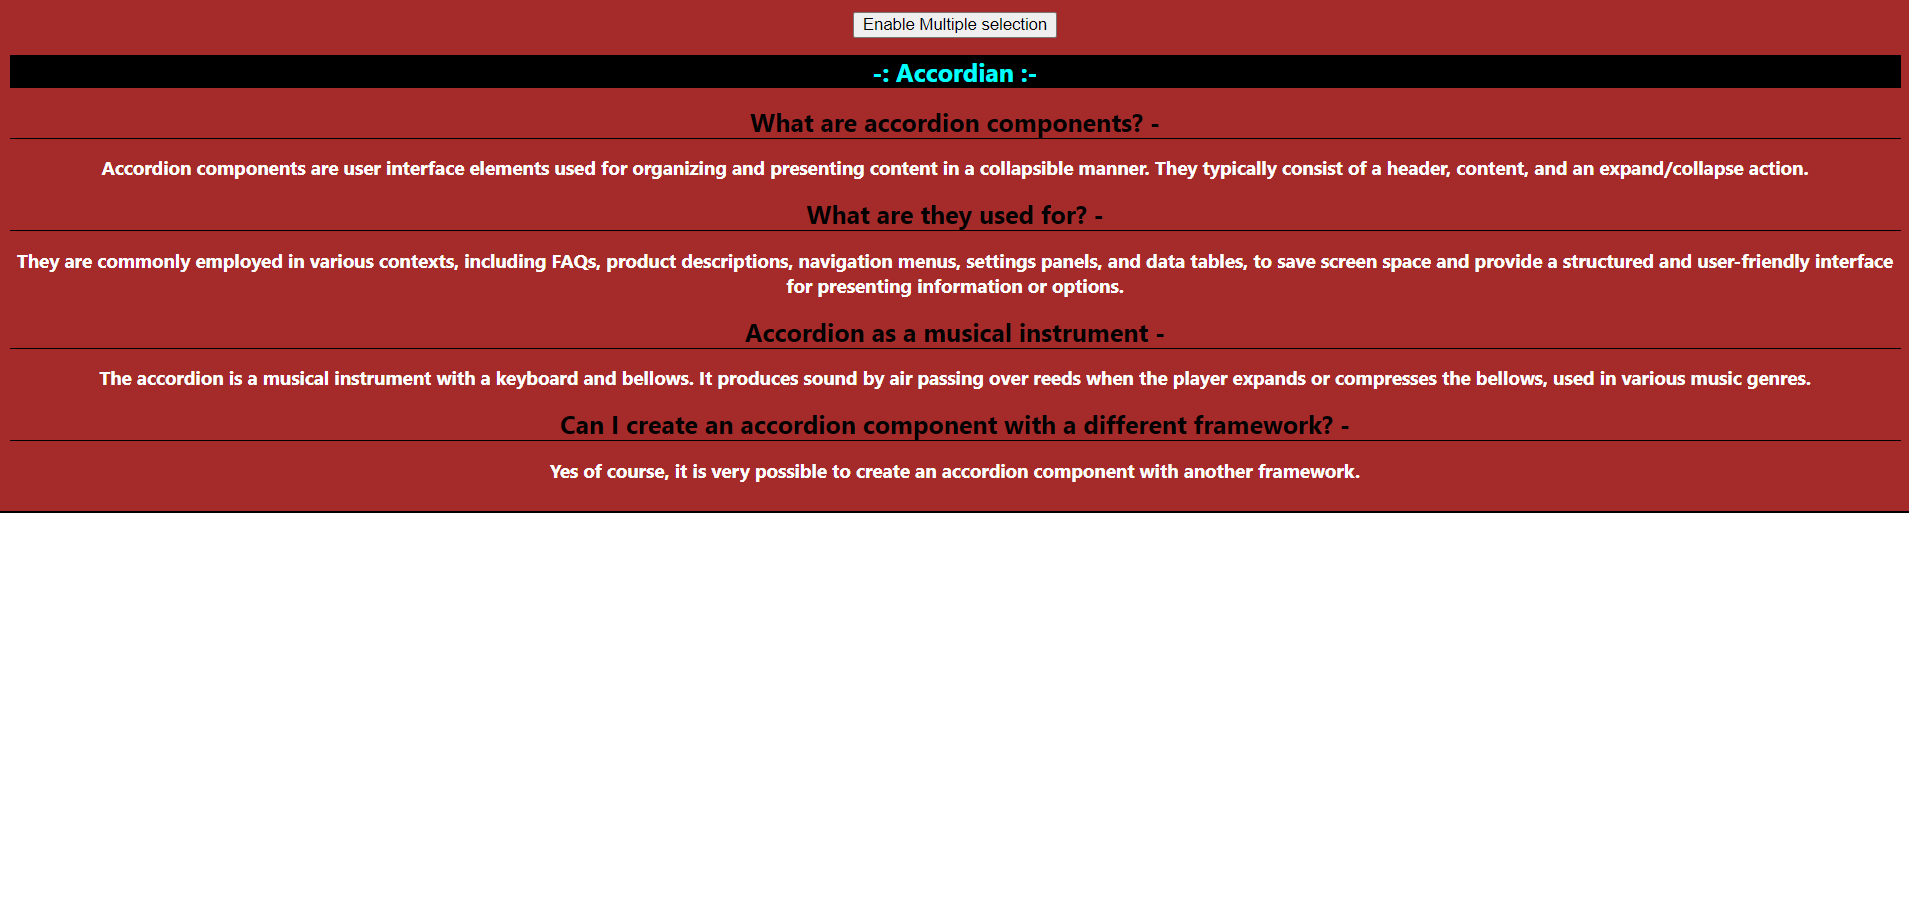 Enable Multiple selection
-: Accordian :-
What are accordion components? -
Accordion components are user interface elements used for organizing and presenting content in a collapsible manner. They typically consist of a header, content, and an expand/collapse action.
What are they used for? -
They are commonly employed in various contexts, including FAQs, product descriptions, navigation menus, settings panels, and data tables, to save screen space and provide a structured and user-friendly interface
for presenting information or options.
Accordion as a musical instrument -
The accordion is a musical instrument with a keyboard and bellows. It produces sound by air passing over reeds when the player expands or compresses the bellows, used in various music genres.
Can I create an accordion component with a different framework? -
Yes of course, it is very possible to create an accordion component with another framework.